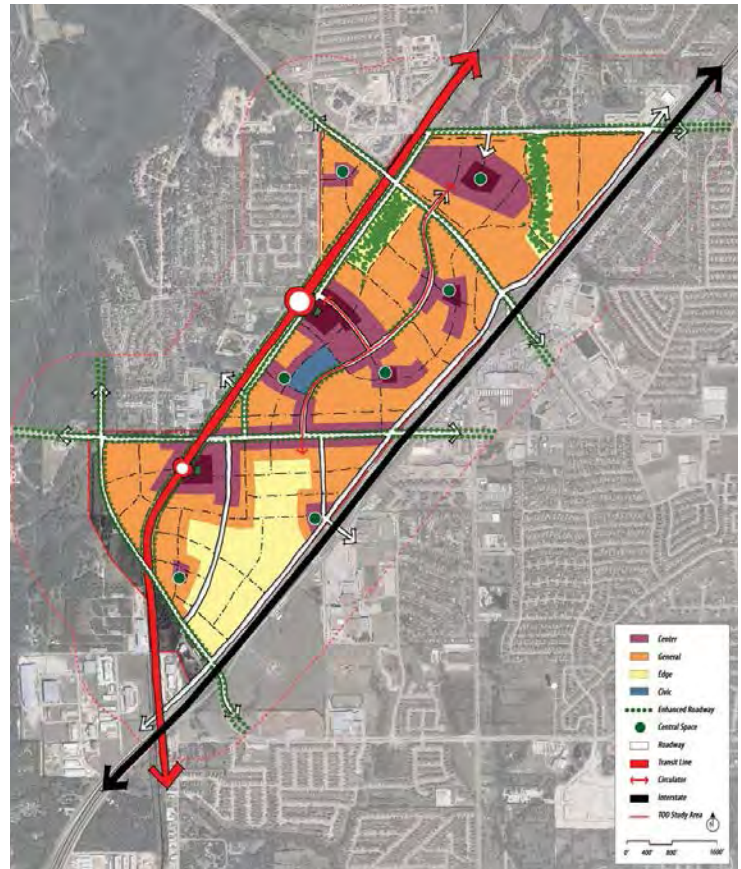 Center
General
Edge
Civic
Enhanced Roadway
Central Space
Roadway
Transit Line
Circulator
Interstate
TOD Study Area
0' 400' 800' 1600'